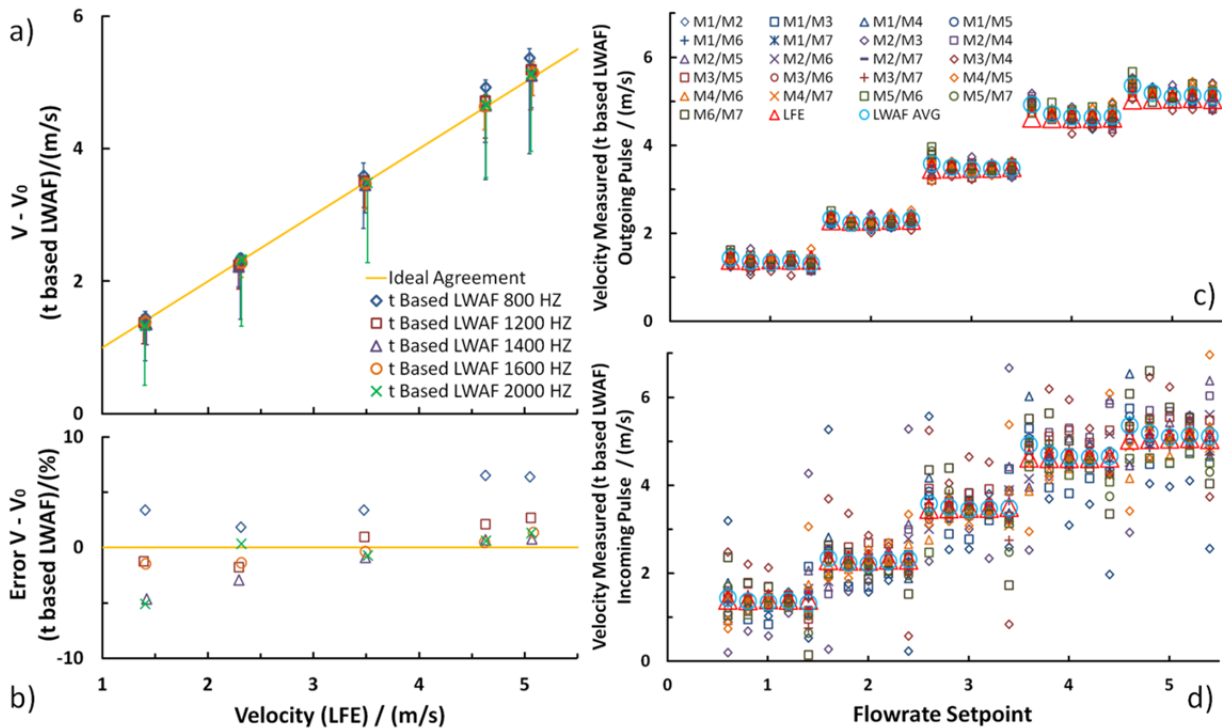 a)
6
4
2
0
V - V₀
(t based LWAF)/(m/s)
Ideal Agreement
t Based LWAF 800 HZ
t Based LWAF 1200 HZ
t Based LWAF 1400 HZ
t Based LWAF 1600 HZ
t Based LWAF 2000 HZ
b)
10
0
-10
Error V - V₀
(t based LWAF)/(%)
1 2 3 4 5
Velocity (LFE) / (m/s)
c)
6
4
2
0
Velocity Measured (t based LWAF)
Outgoing Pulse / (m/s)
M1/M2 M1/M3 M1/M4 M1/M5
M1/M6 M1/M7 M2/M3 M2/M4
M2/M5 M2/M6 M2/M7 M3/M4
M3/M5 M3/M6 M3/M7 M4/M5
M4/M6 M4/M7 M5/M6 M5/M7
M6/M7 LFE LWAF AVG
d)
6
4
2
0
Velocity Measured (t based LWAF)
Incoming Pulse / (m/s)
0 1 2 3 4 5
Flowrate Setpoint